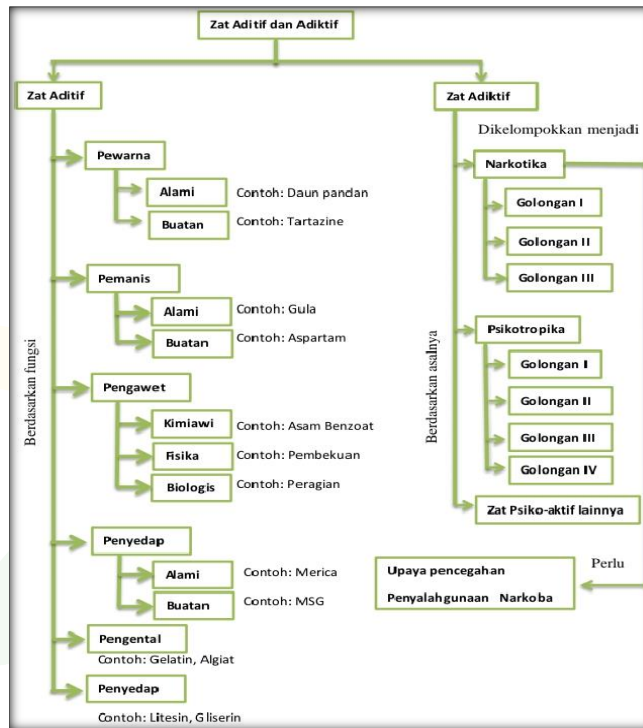 Zat Aditif dan Adiktif
Zat Aditif
Berdasarkan fungsi
Pewarna
Alami Contoh: Daun pandan
Buatan Contoh: Tartazine
Pemanis
Alami Contoh: Gula
Buatan Contoh: Aspartam
Pengawet
Kimiawi Contoh: Asam Benzoat
Fisika Contoh: Pembekuan
Biologis Contoh: Peragian
Penyedap
Alami Contoh: Merica
Buatan Contoh: MSG
Pengental
Contoh: Gelatin, Algiat
Penyedap
Contoh: Litesin, Gliserin
Zat Adiktif
Dikelompokkan menjadi
Berdasarkan asalnya
Narkotika
Golongan I
Golongan II
Golongan III
Psikotropika
Golongan I
Golongan II
Golongan III
Golongan IV
Zat Psiko-aktif lainnya
Perlu
Upaya pencegahan
Penyalahgunaan Narkoba